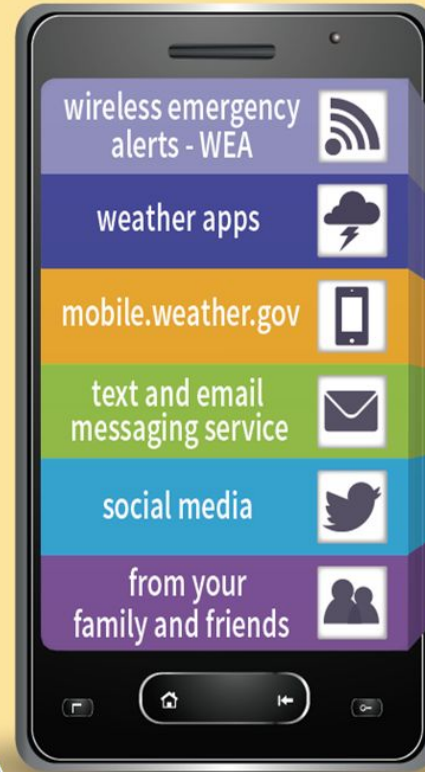 wireless emergency
alerts - WEA
weather apps
mobile.weather.gov
text and email
messaging service
social media
from your
family and friends